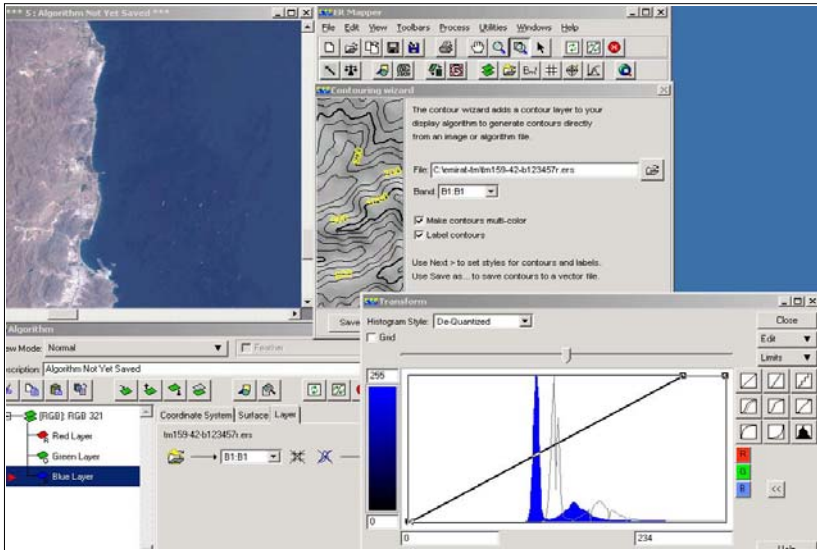 *** 5 : Algorithm Not Yet Saved ***
ER Mapper
File Edit View Toolbars Process Utilities Windows Help
Contouring wizard
The contour wizard adds a contour layer to your
display algorithm to generate contours directly
from an image or algorithm file.
File: C:\emirat-tm\tm159-42-b123457r.ers
Band: B1:B1
Make contours multi-color
Label contours
Use Next > to set styles for contours and labels.
Use Save as... to save contours to a vector file.
Save
Transform
Histogram Style: De-Quantized
Grid
Close
Edit
Limits
255
0
0
234
R
G
B
<<
Help
Algorithm
ew Mode: Normal
Feather
escription: Algorithm Not Yet Saved
[RGB]: RGB 321
Red Layer
Green Layer
Blue Layer
Coordinate System Surface Layer
tm159-42-b123457r.ers
B1:B1